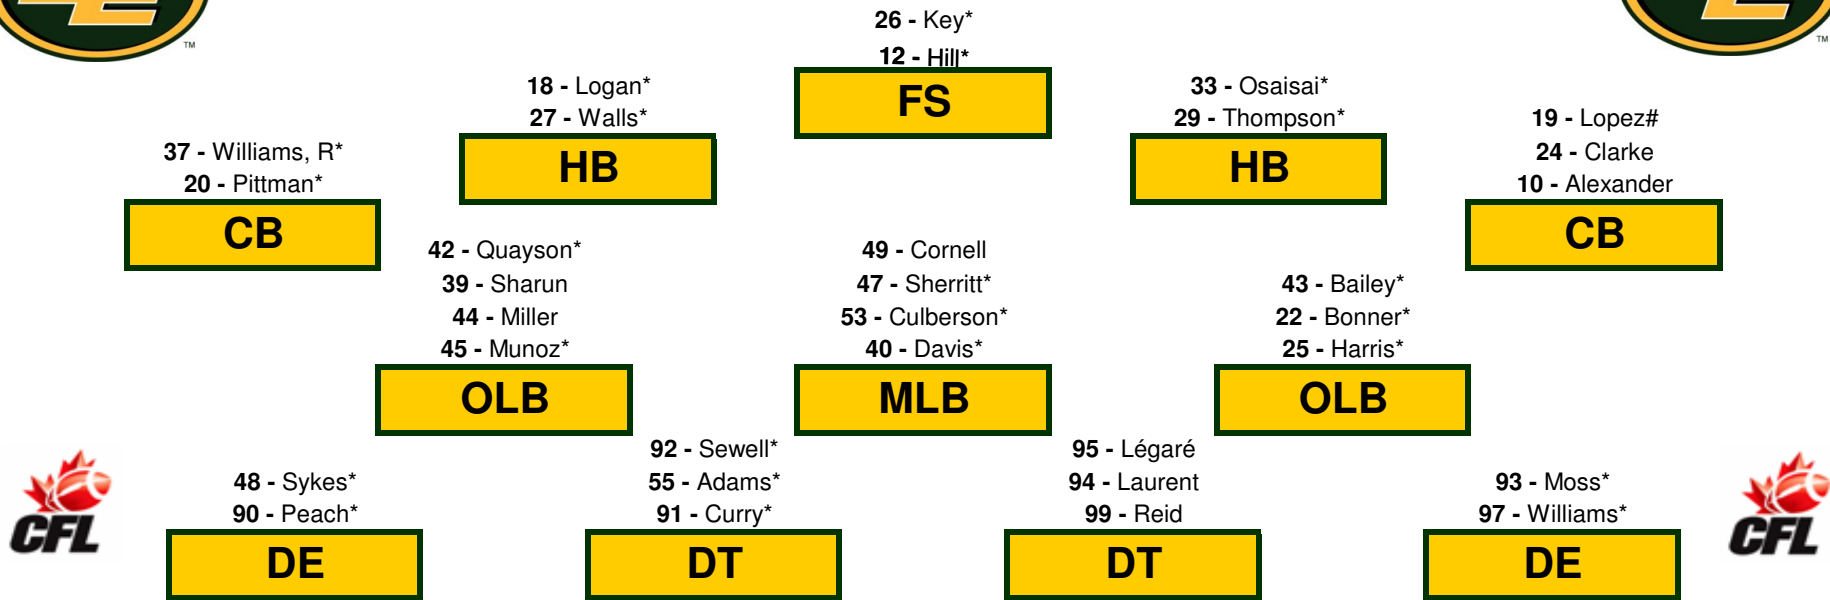 TM
TM
26 - Key*
12 - Hill*
FS
18 - Logan*
27 - Walls*
HB
33 - Osaisai*
29 - Thompson*
HB
37 - Williams, R*
20 - Pittman*
CB
19 - Lopez#
24 - Clarke
10 - Alexander
CB
42 - Quayson*
39 - Sharun
44 - Miller
45 - Munoz*
OLB
49 - Cornell
47 - Sherritt*
53 - Culberson*
40 - Davis*
MLB
43 - Bailey*
22 - Bonner*
25 - Harris*
OLB
CFL
48 - Sykes*
90 - Peach*
DE
92 - Sewell*
55 - Adams*
91 - Curry*
DT
95 - Légaré
94 - Laurent
99 - Reid
DT
93 - Moss*
97 - Williams*
DE
CFL